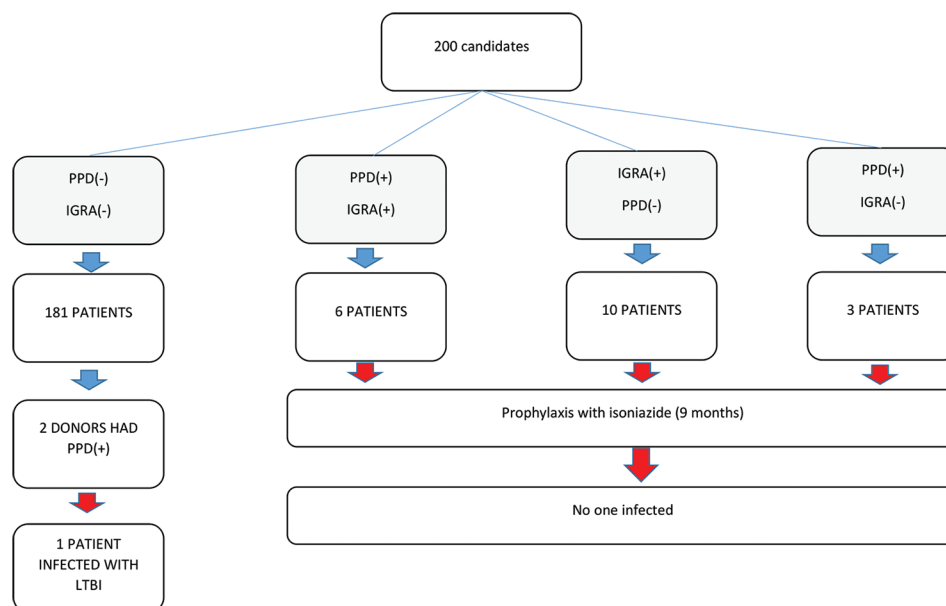 200 candidates
PPD(-)
IGRA(-)
PPD(+)
IGRA(+)
IGRA(+)
PPD(-)
PPD(+)
IGRA(-)
181 PATIENTS
6 PATIENTS
10 PATIENTS
3 PATIENTS
2 DONORS HAD
PPD(+)
Prophylaxis with isoniazide (9 months)
No one infected
1 PATIENT
INFECTED WITH
LTBI